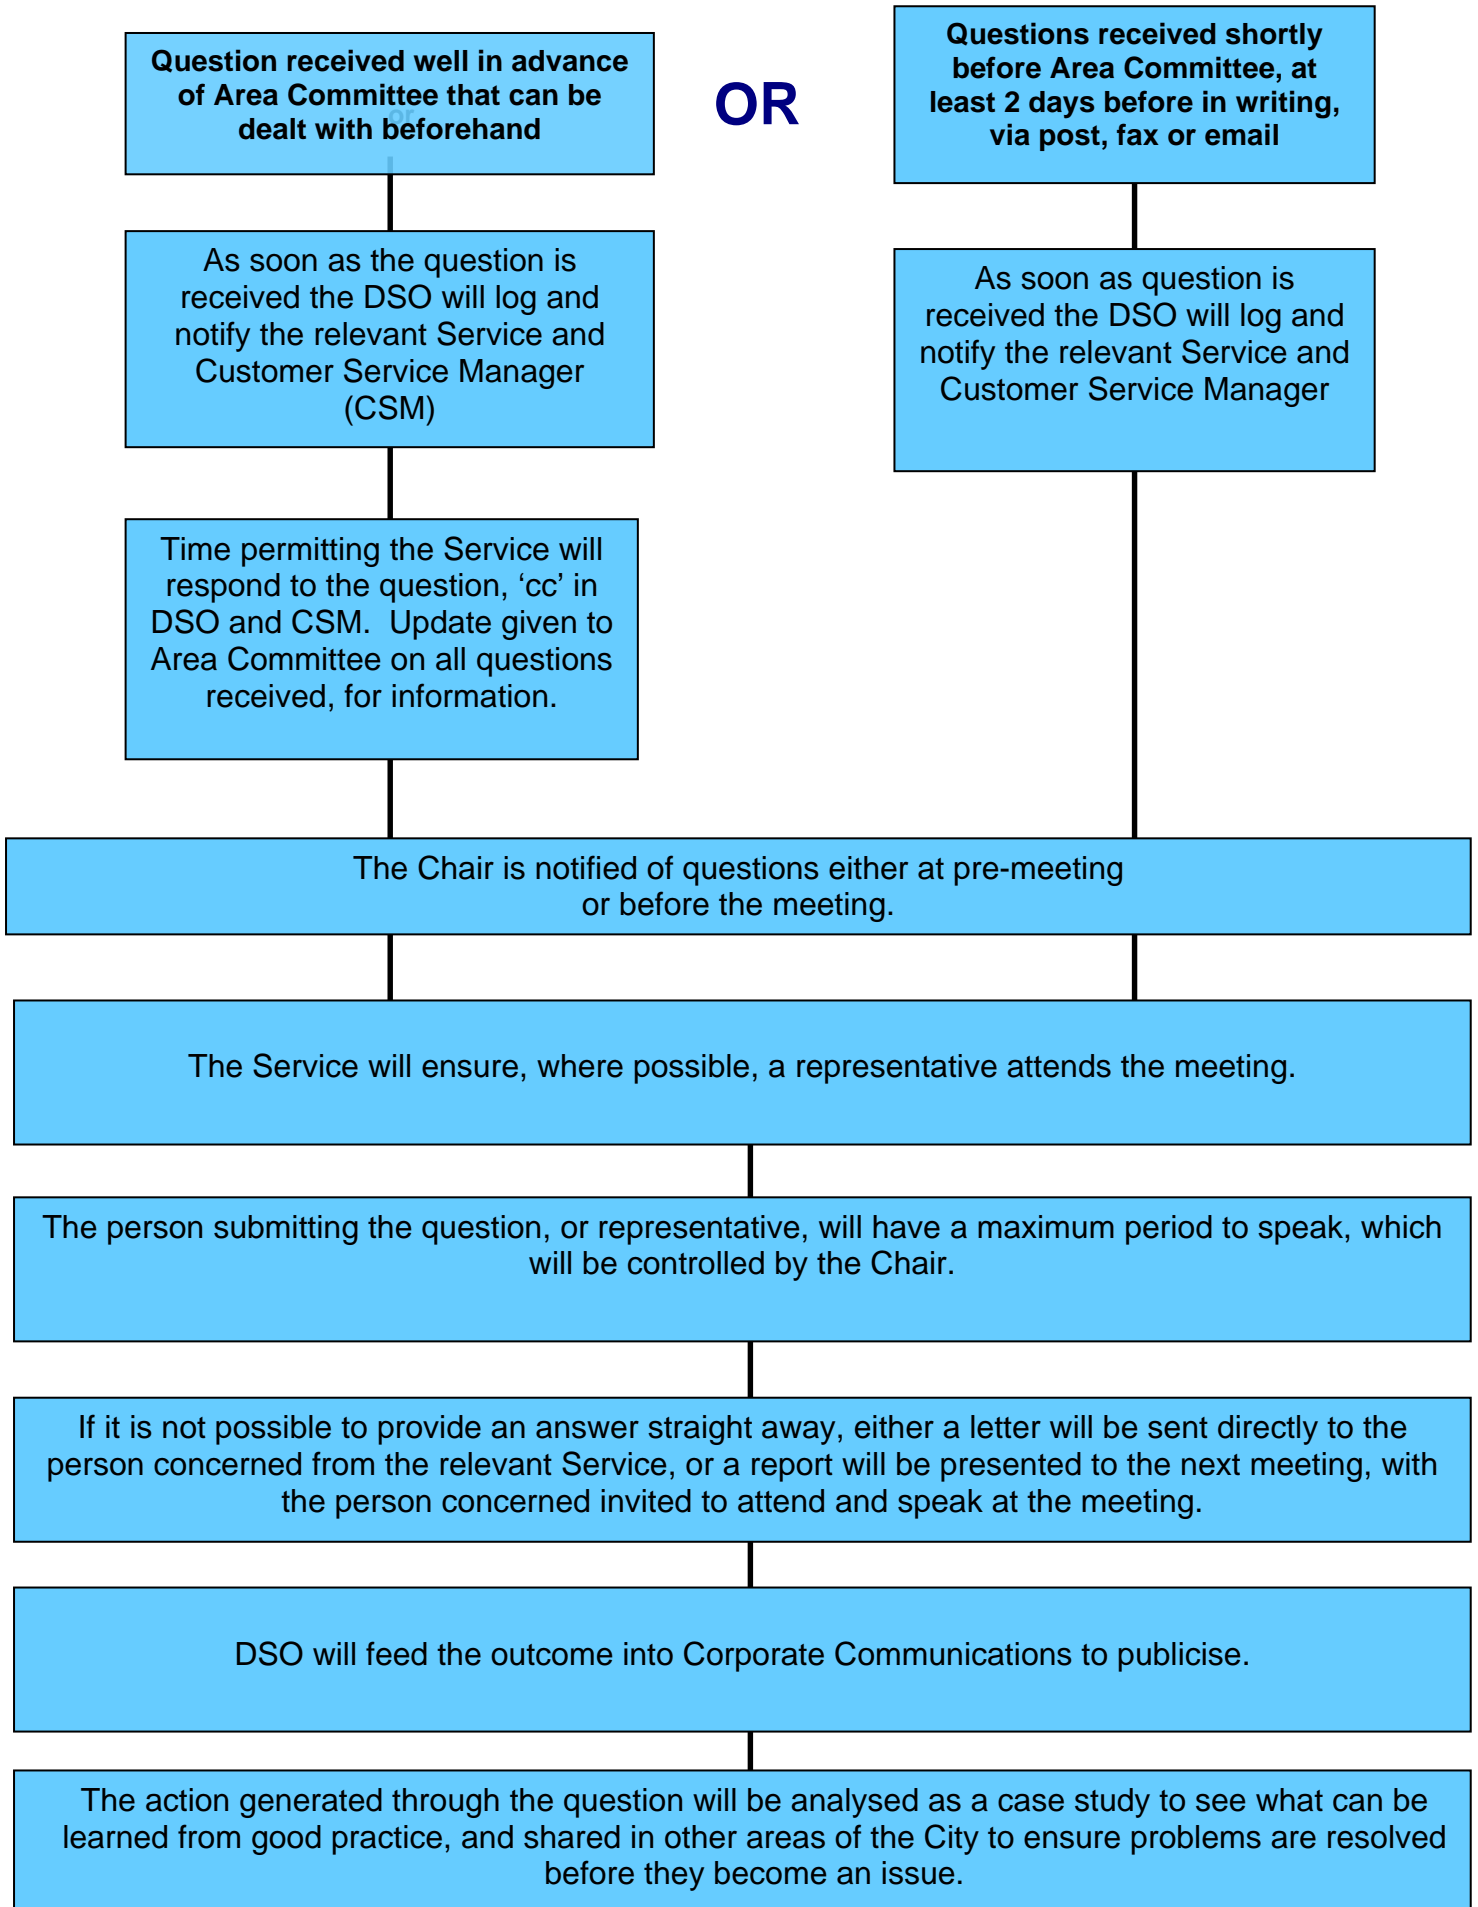 Question received well in advance
of Area Committee that can be
dealt with beforehand
or
OR
Questions received shortly
before Area Committee, at
least 2 days before in writing,
via post, fax or email
As soon as the question is
received the DSO will log and
notify the relevant Service and
Customer Service Manager
(CSM)
As soon as question is
received the DSO will log and
notify the relevant Service and
Customer Service Manager
Time permitting the Service will
respond to the question, ‘cc’ in
DSO and CSM.  Update given to
Area Committee on all questions
received, for information.
The Chair is notified of questions either at pre-meeting
or before the meeting.
The Service will ensure, where possible, a representative attends the meeting.
The person submitting the question, or representative, will have a maximum period to speak, which
will be controlled by the Chair.
If it is not possible to provide an answer straight away, either a letter will be sent directly to the
person concerned from the relevant Service, or a report will be presented to the next meeting, with
the person concerned invited to attend and speak at the meeting.
DSO will feed the outcome into Corporate Communications to publicise.
The action generated through the question will be analysed as a case study to see what can be
learned from good practice, and shared in other areas of the City to ensure problems are resolved
before they become an issue.